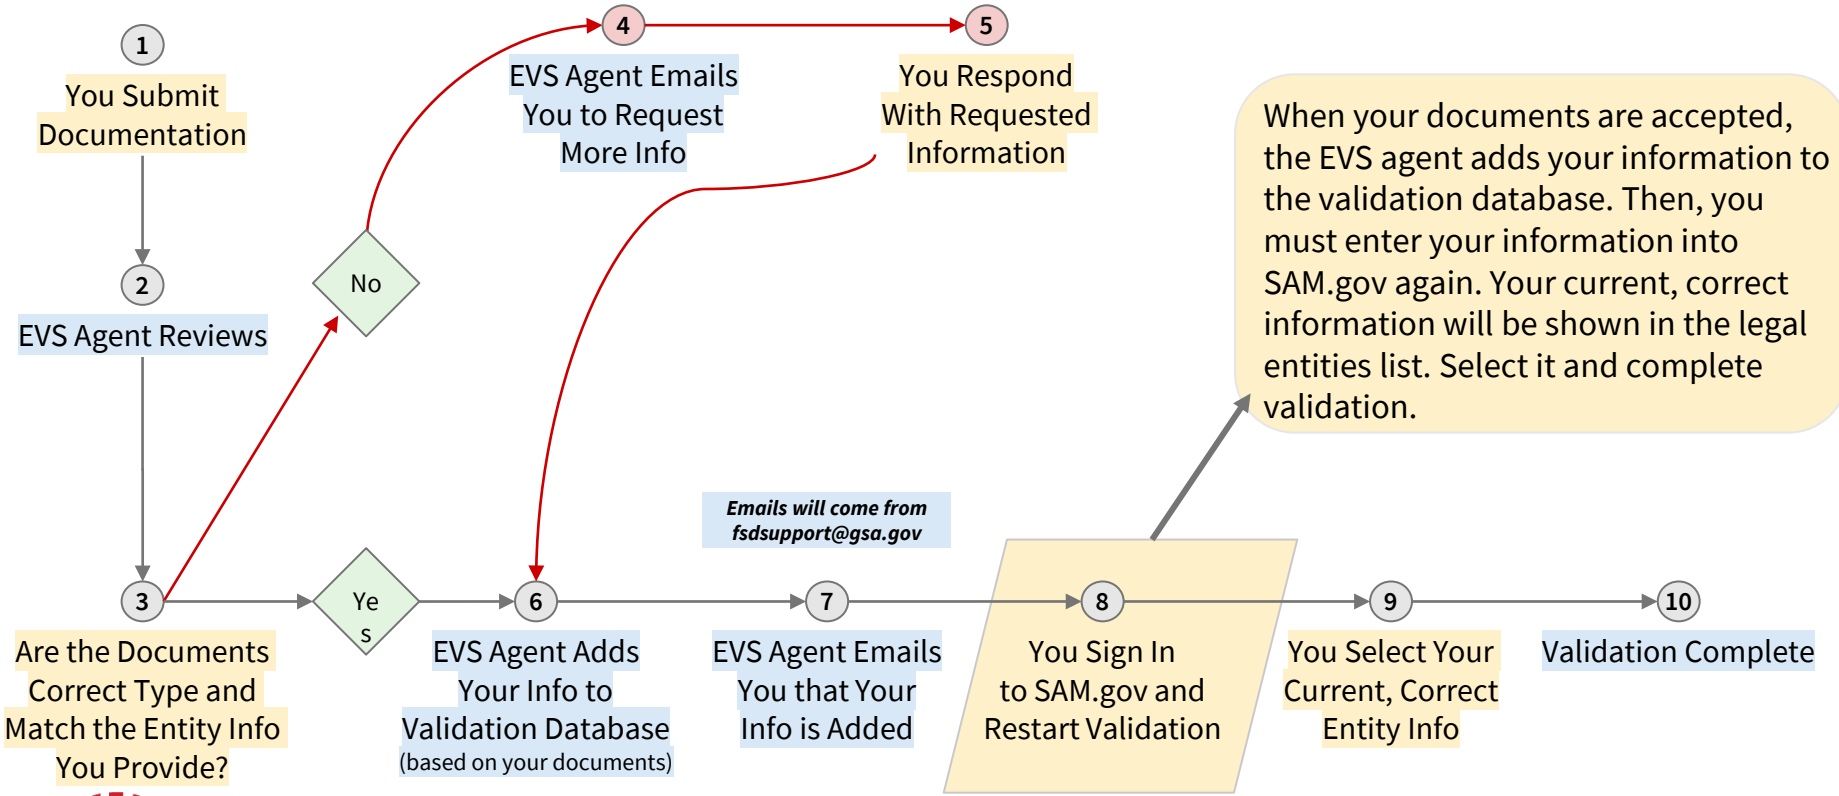 1
You Submit
Documentation
2
EVS Agent Reviews
3
Are the Documents
Correct Type and
Match the Entity Info
You Provide?
No
Ye
s
4
EVS Agent Emails
You to Request
More Info
5
You Respond
With Requested
Information
6
EVS Agent Adds
Your Info to
Validation Database
(based on your documents)
Emails will come from
fsdsupport@gsa.gov
7
EVS Agent Emails
You that Your
Info is Added
8
You Sign In
to SAM.gov and
Restart Validation
When your documents are accepted,
the EVS agent adds your information to
the validation database. Then, you
must enter your information into
SAM.gov again. Your current, correct
information will be shown in the legal
entities list. Select it and complete
validation.
9
You Select Your
Current, Correct
Entity Info
10
Validation Complete